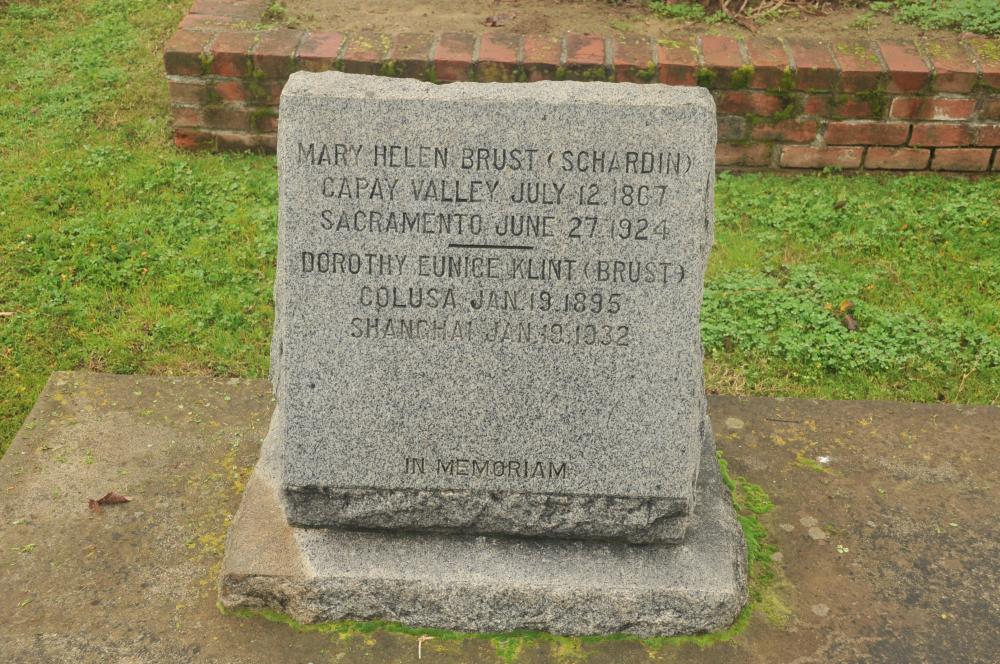 MARY HELEN BRUST (SCHARDIN)
CAPAY VALLEY JULY 12.1867
SACRAMENTO JUNE 27.1924
DOROTHY EUNICE KLINT (BRUST)
COLUSA JAN.19.1895
SHANGHAI JAN.19.1932
IN MEMORIAM